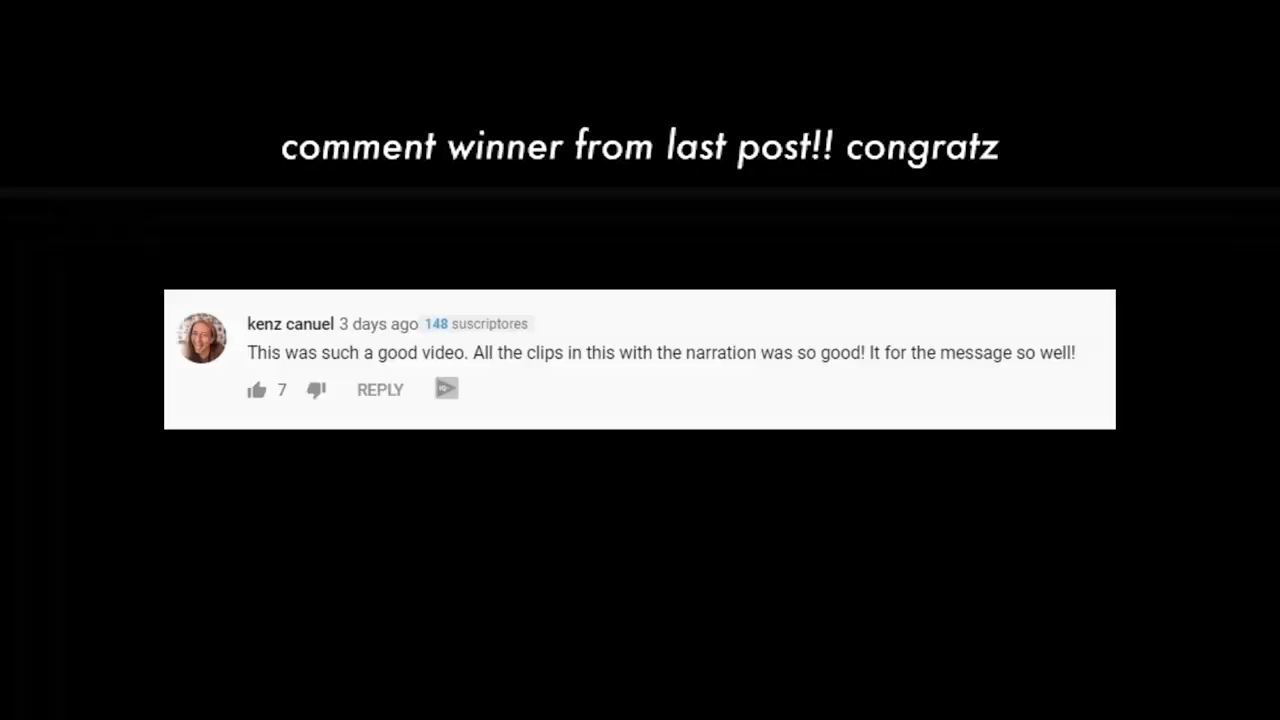 comment winner from last post!! congratz
kenz canuel 3 days ago 148 suscriptores
This was such a good video. All the clips in this with the narration was so good! It for the message so well!
7 REPLY